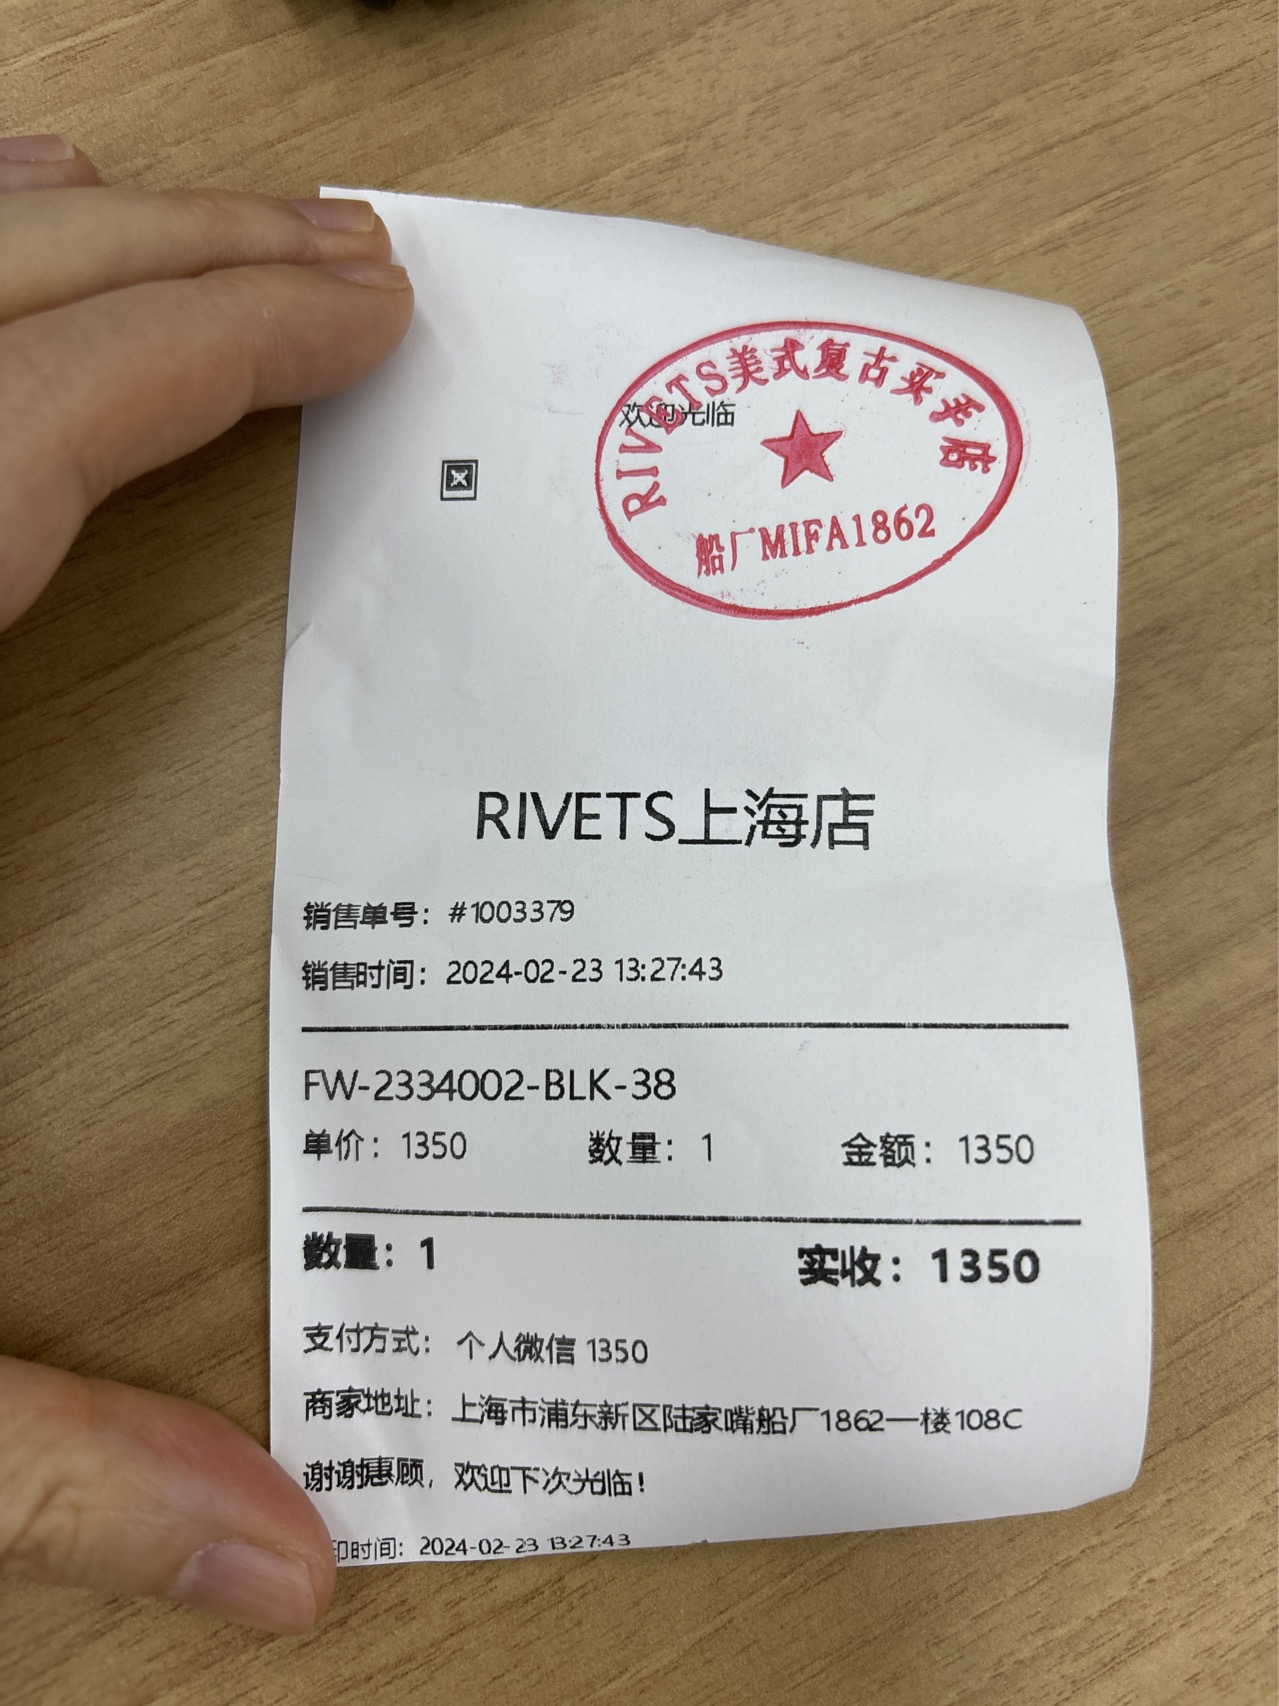 RIVETS美式复古买手店
欢迎光临
船厂MIFA1862
RIVETS上海店
销售单号：#1003379
销售时间：2024-02-23 13:27:43
FW-2334002-BLK-38
单价：1350 数量：1 金额：1350
数量：1 实收：1350
支付方式： 个人微信 1350
商家地址：上海市浦东新区陆家嘴船厂1862一楼108C
谢谢惠顾，欢迎下次光临！
印时间：2024-02-23 13:27:43